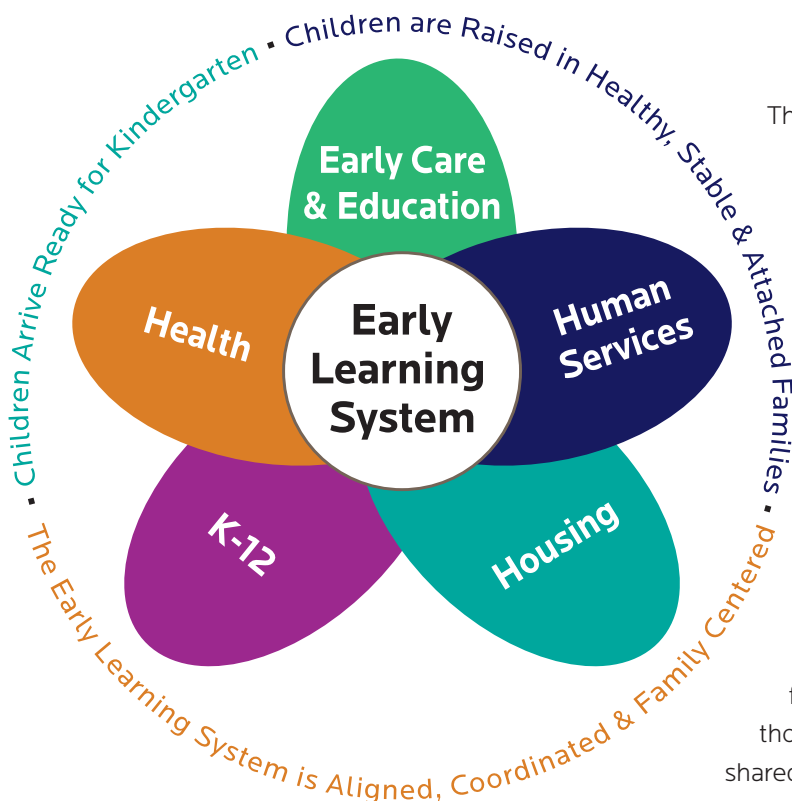 Children Arrive Ready for Kindergarten • Children are Raised in Healthy, Stable & Attached Families •
The Early Learning System is Aligned, Coordinated & Family Centered •
Early Care
& Education
Human
Services
Housing
K-12
Health
Early
Learning
System
Th
tho
shared